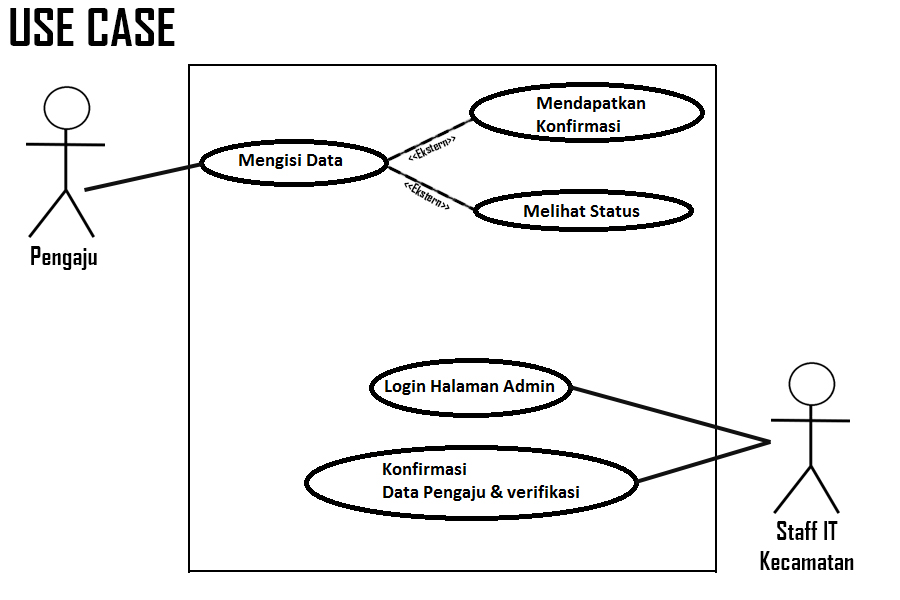 USE CASE
Mendapatkan
Konfirmasi
Mengisi Data
<<Ekstern>>
<<Ekstern>>
Melihat Status
Pengaju
Login Halaman Admin
Konfirmasi
Data Pengaju & verifikasi
Staff IT
Kecamatan